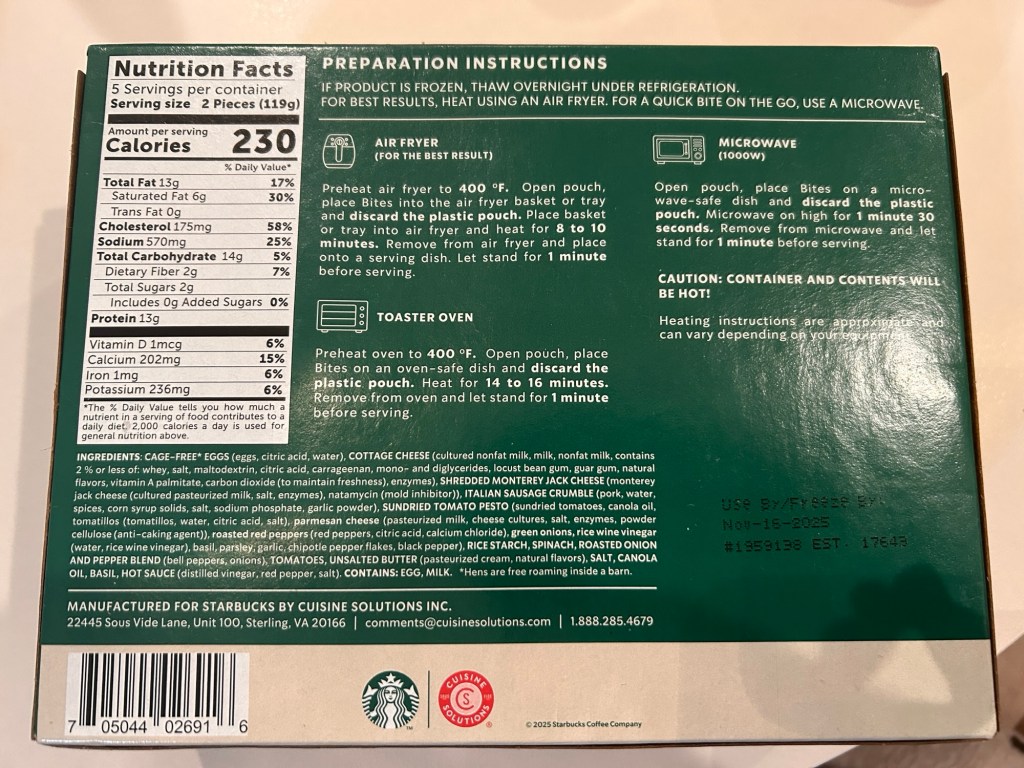 Nutrition Facts
5 Servings per container
Serving size 2 Pieces (119g)
Amount per serving
Calories 230
% Daily Value*
Total Fat 13g 17%
Saturated Fat 6g 30%
Trans Fat 0g
Cholesterol 175mg 58%
Sodium 570mg 25%
Total Carbohydrate 14g 5%
Dietary Fiber 2g 7%
Total Sugars 2g
Includes 0g Added Sugars 0%
Protein 13g
Vitamin D 1mcg 6%
Calcium 202mg 15%
Iron 1mg 6%
Potassium 236mg 6%
*The % Daily Value tells you how much a
nutrient in a serving of food contributes to a
daily diet. 2,000 calories a day is used for
general nutrition above.
PREPARATION INSTRUCTIONS
IF PRODUCT IS FROZEN, THAW OVERNIGHT UNDER REFRIGERATION.
FOR BEST RESULTS, HEAT USING AN AIR FRYER. FOR A QUICK BITE ON THE GO, USE A MICROWAVE.
AIR FRYER
(FOR THE BEST RESULT)
Preheat air fryer to 400 °F. Open pouch,
place Bites into the air fryer basket or tray
and discard the plastic pouch. Place basket
or tray into air fryer and heat for 8 to 10
minutes. Remove from air fryer and place
onto a serving dish. Let stand for 1 minute
before serving.
TOASTER OVEN
Preheat oven to 400 °F. Open pouch, place
Bites on an oven-safe dish and discard the
plastic pouch. Heat for 14 to 16 minutes.
Remove from oven and let stand for 1 minute
before serving.
MICROWAVE
(1000W)
Open pouch, place Bites on a micro-
wave-safe dish and discard the plastic
pouch. Microwave on high for 1 minute 30
seconds. Remove from microwave and let
stand for 1 minute before serving.
CAUTION: CONTAINER AND CONTENTS WILL
BE HOT!
Heating instructions are approximate and
can vary depending on your equipment.
INGREDIENTS: CAGE-FREE* EGGS (eggs, citric acid, water), COTTAGE CHEESE (cultured nonfat milk, milk, nonfat milk, contains
2 % or less of: whey, salt, maltodextrin, citric acid, carrageenan, mono- and diglycerides, locust bean gum, guar gum, natural
flavors, vitamin A palmitate, carbon dioxide (to maintain freshness), enzymes), SHREDDED MONTEREY JACK CHEESE (monterey
jack cheese (cultured pasteurized milk, salt, enzymes), natamycin (mold inhibitor)), ITALIAN SAUSAGE CRUMBLE (pork, water,
spices, corn syrup solids, salt, sodium phosphate, garlic powder), SUNDRIED TOMATO PESTO (sundried tomatoes, canola oil,
tomatillos (tomatillos, water, citric acid, salt), parmesan cheese (pasteurized milk, cheese cultures, salt, enzymes, powder
cellulose (anti-caking agent)), roasted red peppers (red peppers, citric acid, calcium chloride), green onions, rice wine vinegar
(water, rice wine vinegar), basil, parsley, garlic, chipotle pepper flakes, black pepper), RICE STARCH, SPINACH, ROASTED ONION
AND PEPPER BLEND (bell peppers, onions), TOMATOES, UNSALTED BUTTER (pasteurized cream, natural flavors), SALT, CANOLA
OIL, BASIL, HOT SAUCE (distilled vinegar, red pepper, salt). CONTAINS: EGG, MILK. *Hens are free roaming inside a barn.
Use By/Freeze By:
Nov-16-2025
#1959138 EST. 17643
MANUFACTURED FOR STARBUCKS BY CUISINE SOLUTIONS INC.
22445 Sous Vide Lane, Unit 100, Sterling, VA 20166 | comments@cuisinesolutions.com | 1.888.285.4679
7 05044 02691 6
TM
CUISINE
CS
SOLUTIONS
®
© 2025 Starbucks Coffee Company